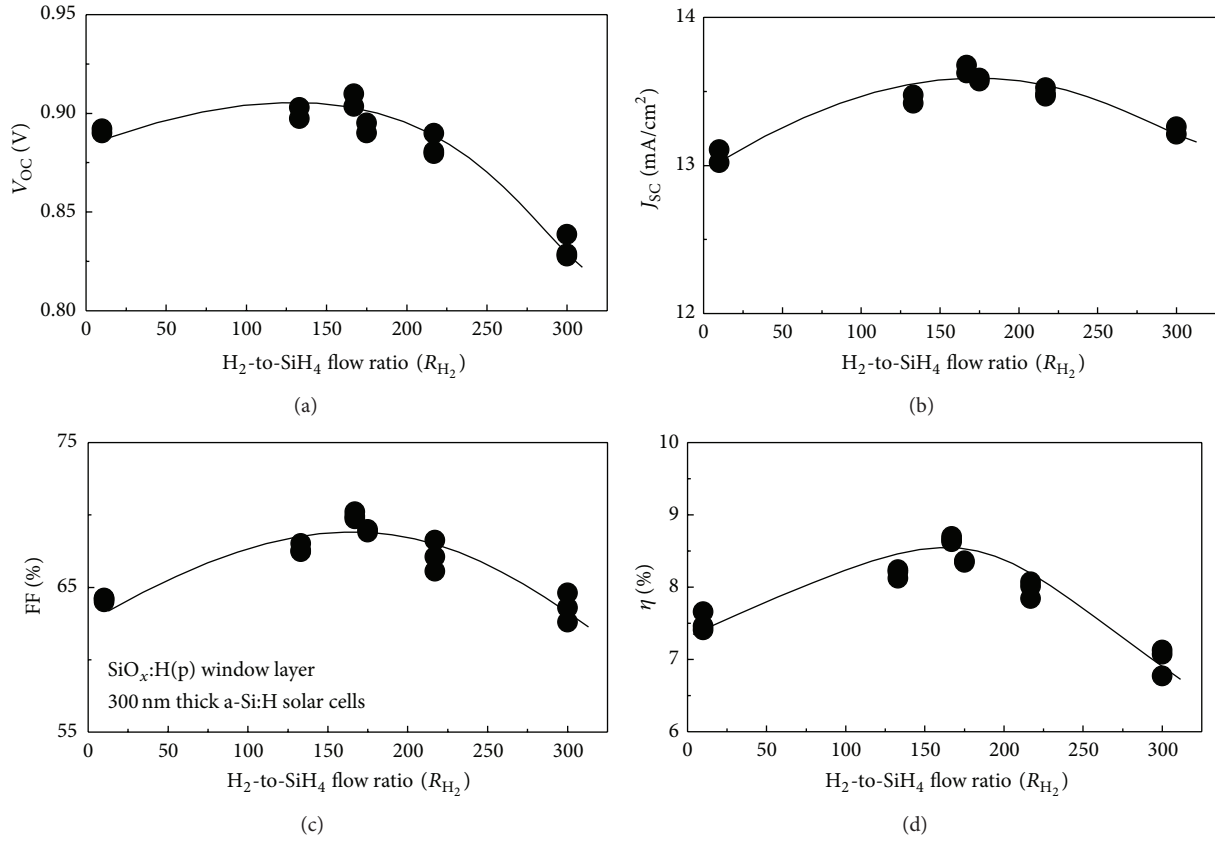 0.95
0.90
0.85
0.80
V_OC (V)
0 50 100 150 200 250 300
H₂-to-SiH₄ flow ratio (R_H₂)
(a)
14
13
12
J_SC (mA/cm²)
0 50 100 150 200 250 300
H₂-to-SiH₄ flow ratio (R_H₂)
(b)
75
65
55
FF (%)
SiOₓ:H(p) window layer
300 nm thick a-Si:H solar cells
0 50 100 150 200 250 300
H₂-to-SiH₄ flow ratio (R_H₂)
(c)
10
9
8
7
6
η (%)
0 50 100 150 200 250 300
H₂-to-SiH₄ flow ratio (R_H₂)
(d)